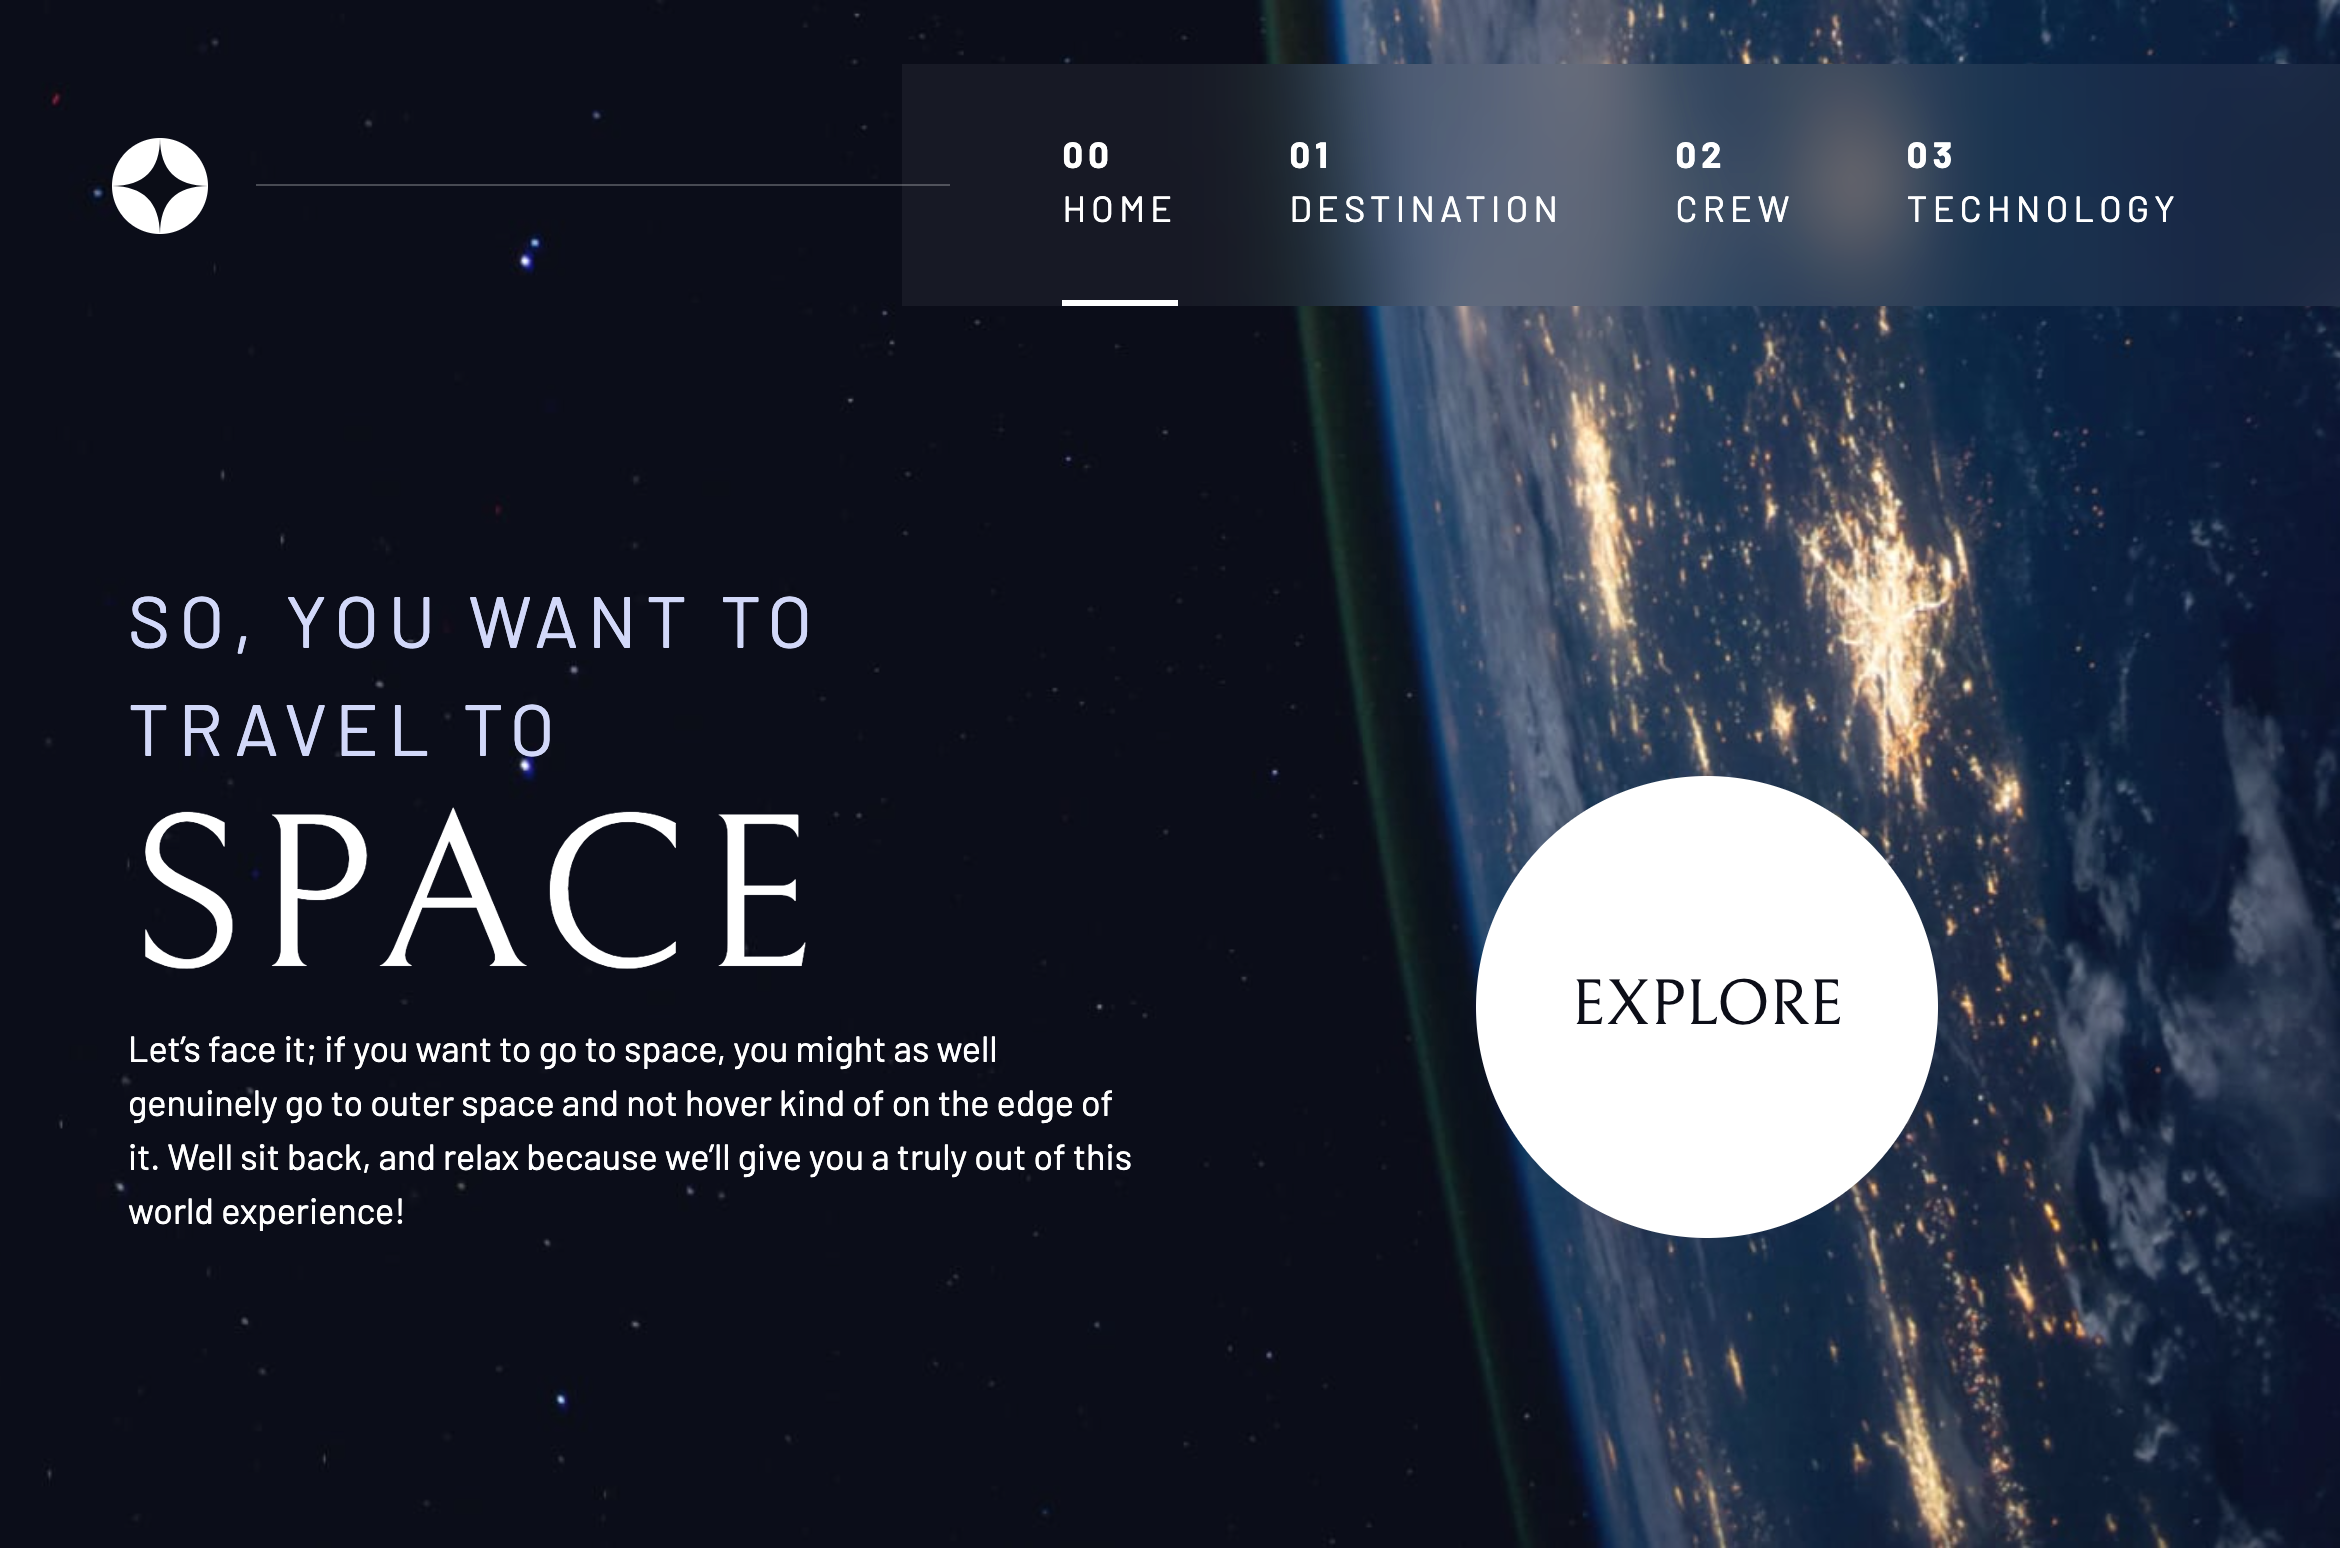 00
HOME
01
DESTINATION
02
CREW
03
TECHNOLOGY
SO, YOU WANT TO
TRAVEL TO
SPACE
Let’s face it; if you want to go to space, you might as well
genuinely go to outer space and not hover kind of on the edge of
it. Well sit back, and relax because we’ll give you a truly out of this
world experience!
EXPLORE